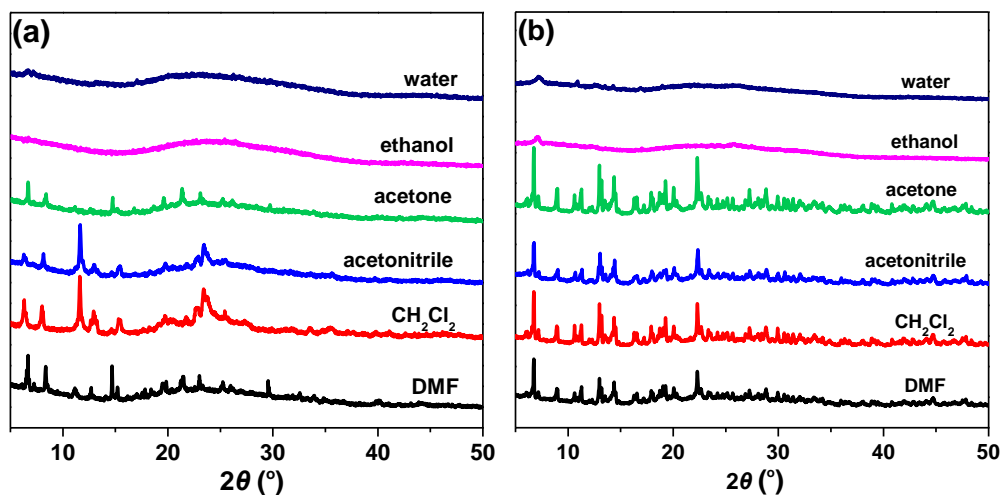 (a)
water
ethanol
acetone
acetonitrile
CH₂Cl₂
DMF
10 20 30 40 50
2θ (°)
(b)
water
ethanol
acetone
acetonitrile
CH₂Cl₂
DMF
10 20 30 40 50
2θ (°)